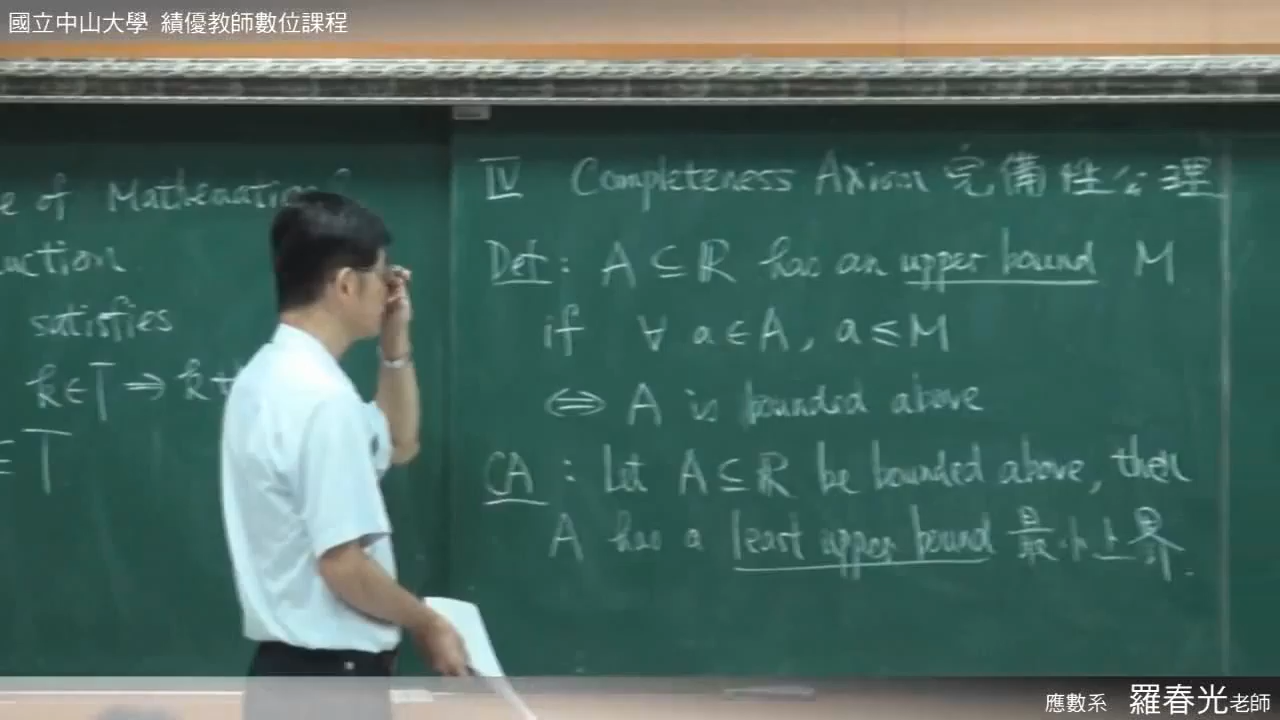 國立中山大學 績優教師數位課程
e of Mathematical
uction
satisfies
k∈T ⇒ k+
∈T
IV Completeness Axiom 完備性公理
Def: A ⊆ ℝ has an upper bound M
if ∀ a∈A, a≤M
⇔ A is bounded above
CA: Let A⊆ℝ be bounded above, then
A has a least upper bound 最小上界.
應數系 羅春光老師